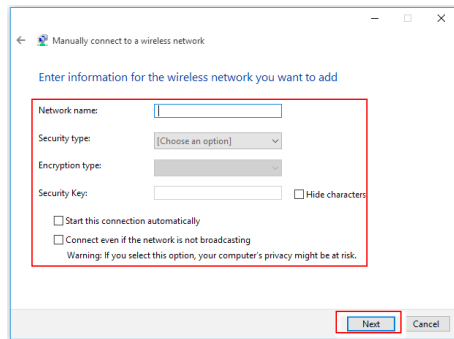 Manually connect to a wireless network
Enter information for the wireless network you want to add
Network name:
Security type: [Choose an option]
Encryption type:
Security Key: Hide characters
Start this connection automatically
Connect even if the network is not broadcasting
Warning: If you select this option, your computer's privacy might be at risk.
Next Cancel